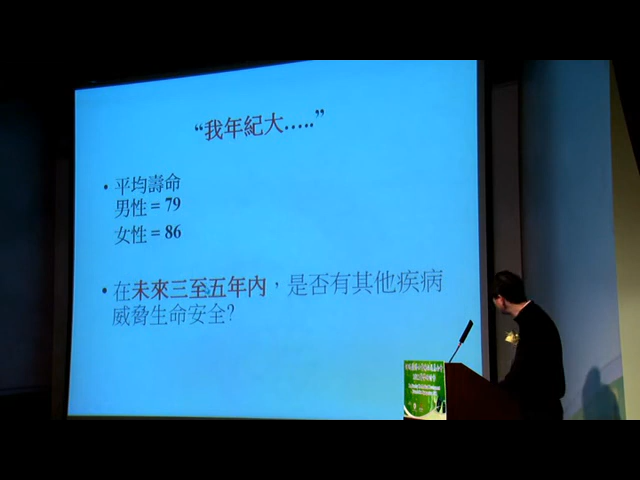 “我年紀大…..”
• 平均壽命
男性 = 79
女性 = 86
• 在未來三至五年內，是否有其他疾病
威脅生命安全?